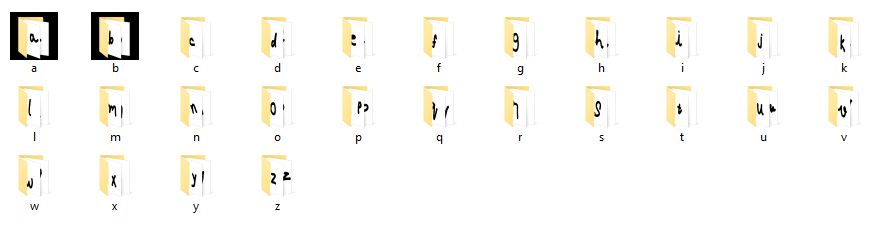 a b c d e f g h i j k
l m n o p q r s t u v
w x y z